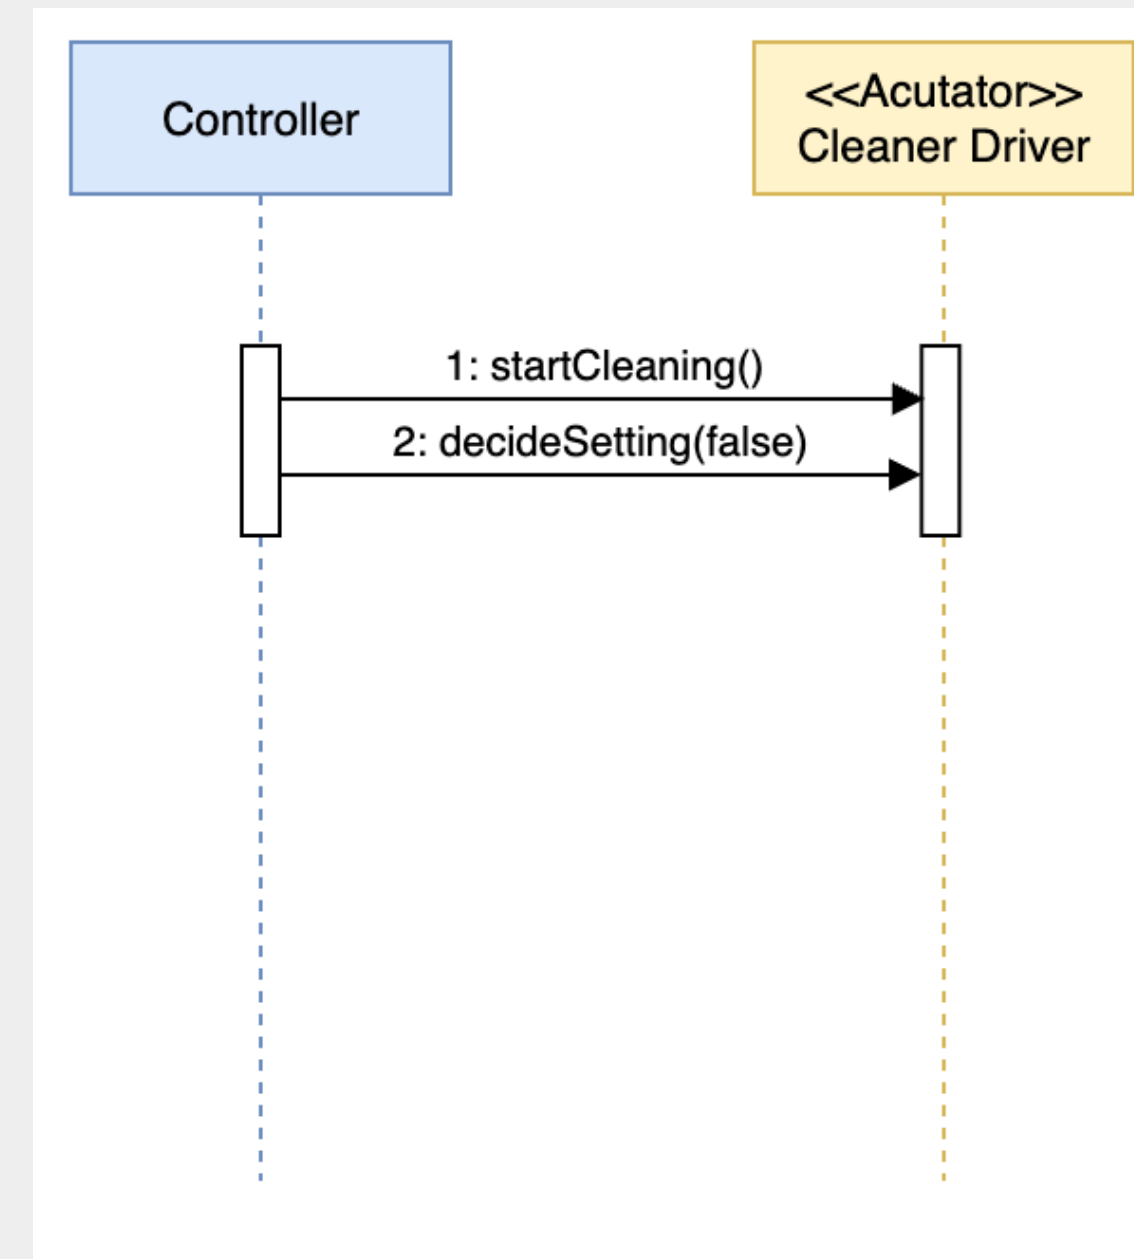 Controller
<<Acutator>>
Cleaner Driver
1: startCleaning()
2: decideSetting(false)